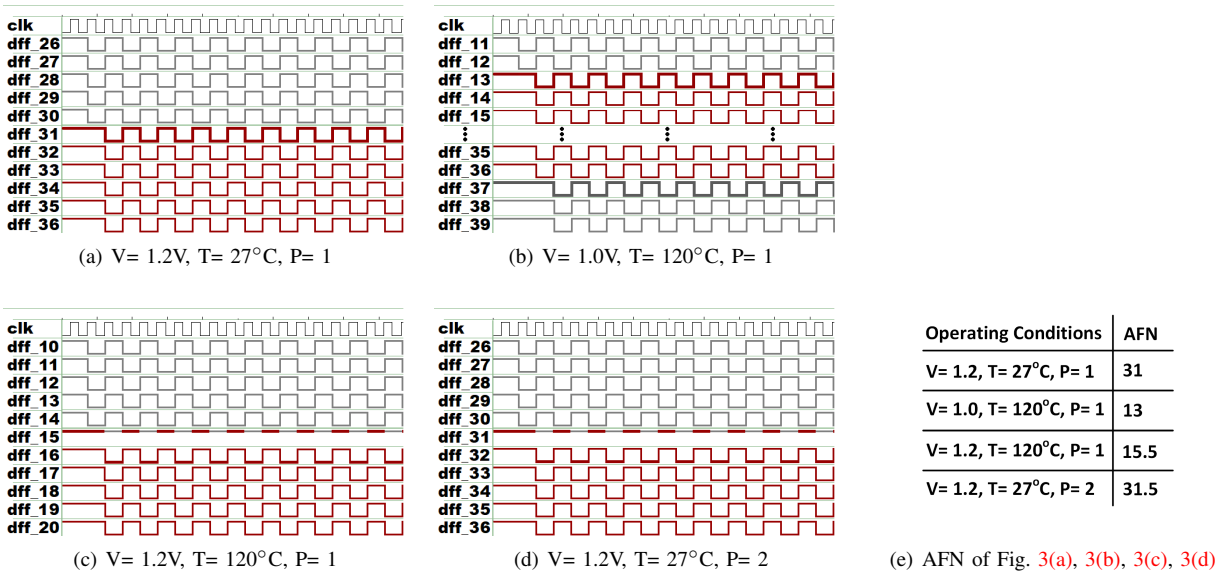 clk
dff_26
dff_27
dff_28
dff_29
dff_30
dff_31
dff_32
dff_33
dff_34
dff_35
dff_36
(a) V= 1.2V, T= 27°C, P= 1
clk
dff_11
dff_12
dff_13
dff_14
dff_15
dff_35
dff_36
dff_37
dff_38
dff_39
(b) V= 1.0V, T= 120°C, P= 1
clk
dff_10
dff_11
dff_12
dff_13
dff_14
dff_15
dff_16
dff_17
dff_18
dff_19
dff_20
(c) V= 1.2V, T= 120°C, P= 1
clk
dff_26
dff_27
dff_28
dff_29
dff_30
dff_31
dff_32
dff_33
dff_34
dff_35
dff_36
(d) V= 1.2V, T= 27°C, P= 2
Operating Conditions AFN
V= 1.2, T= 27°C, P= 1 31
V= 1.0, T= 120°C, P= 1 13
V= 1.2, T= 120°C, P= 1 15.5
V= 1.2, T= 27°C, P= 2 31.5
(e) AFN of Fig. 3(a), 3(b), 3(c), 3(d)